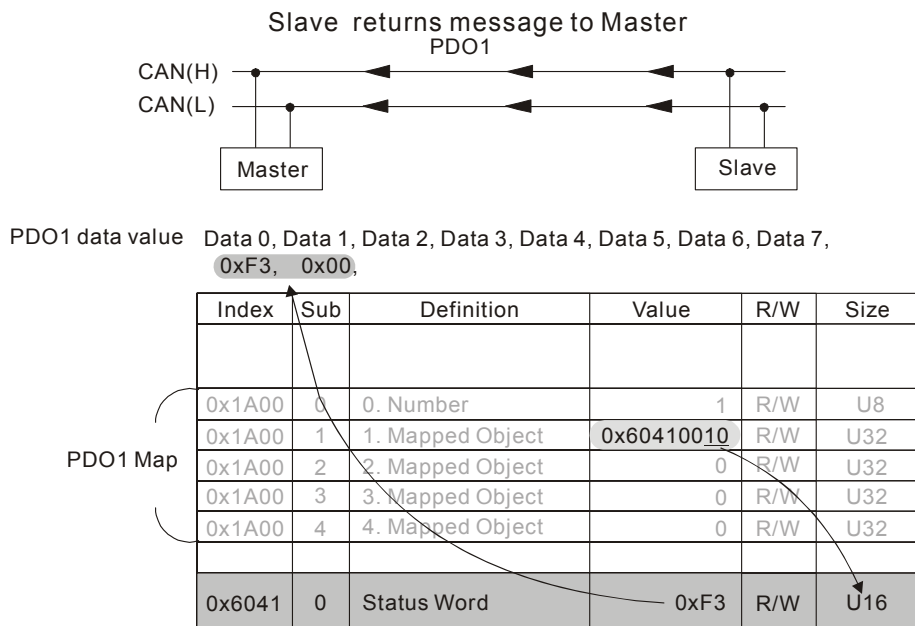 Slave returns message to Master
PDO1
CAN(H)
CAN(L)
Master Slave
PDO1 data value Data 0, Data 1, Data 2, Data 3, Data 4, Data 5, Data 6, Data 7,
0xF3, 0x00,
Index Sub Definition Value R/W Size
0x1A00 0 0. Number 1 R/W U8
0x1A00 1 1. Mapped Object 0x60410010 R/W U32
PDO1 Map
0x1A00 2 2. Mapped Object 0 R/W U32
0x1A00 3 3. Mapped Object 0 R/W U32
0x1A00 4 4. Mapped Object 0 R/W U32
0x6041 0 Status Word 0xF3 R/W U16